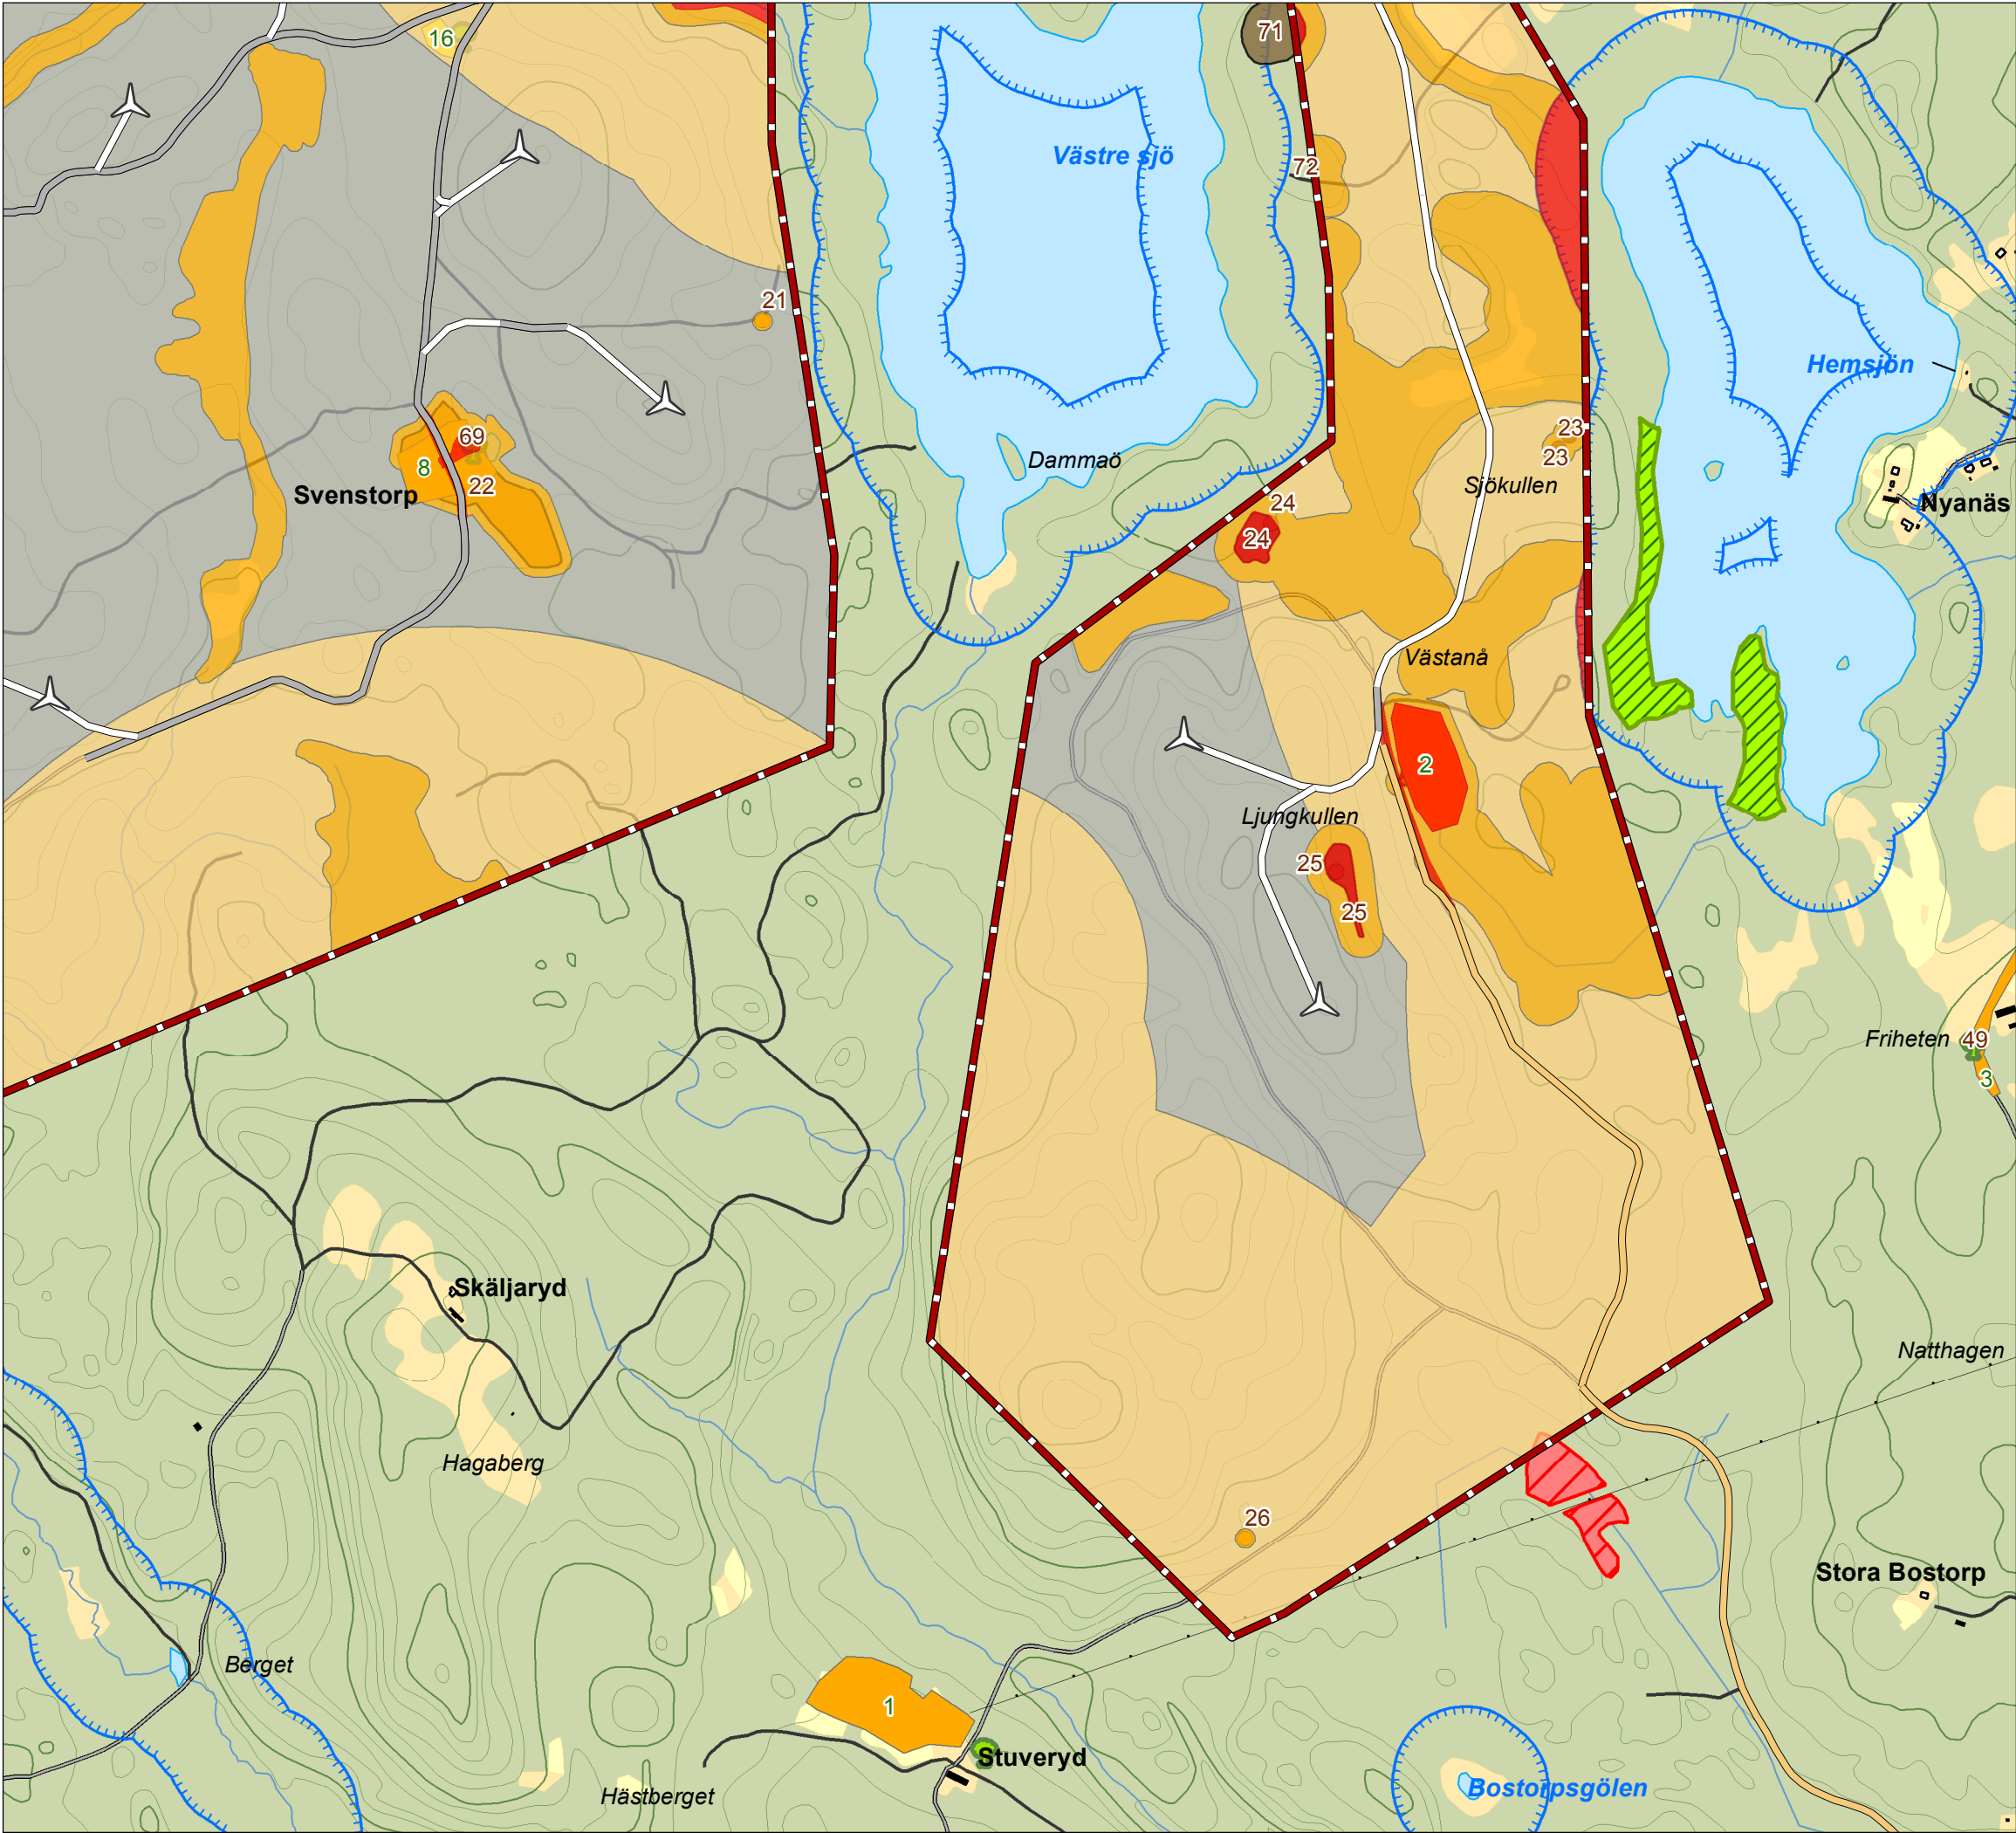 16
71
Västre sjö
72
21
Hemsjön
23
69
23
Dammaö
8
22
Sjökullen
Svenstorp
24
Nyanäs
24
Västanå
2
Ljungkullen
25
25
Friheten
49
3
Skäljaryd
Natthagen
Hagaberg
26
Stora Bostorp
Berget
1
Stuveryd
Hästberget
Bostorpsgölen